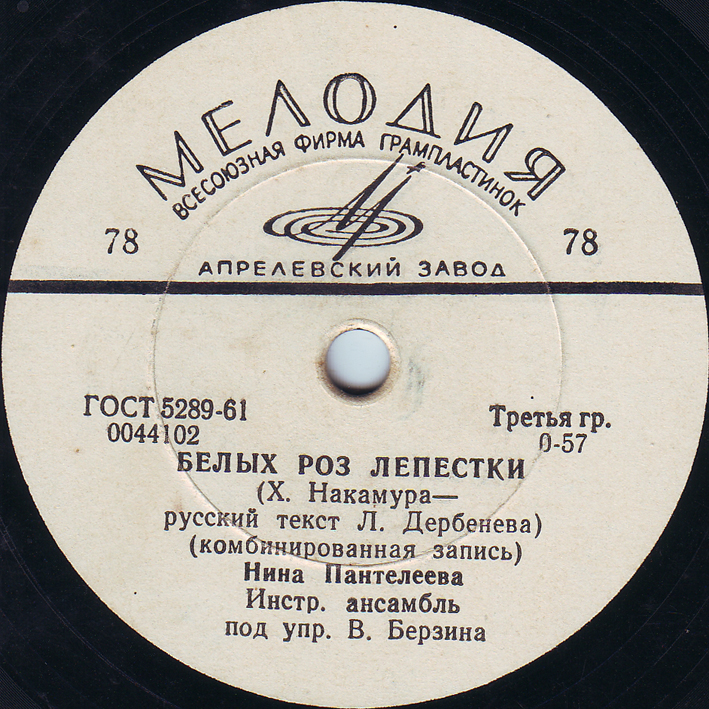 МЕЛОДИЯ
ВСЕСОЮЗНАЯ ФИРМА ГРАМПЛАСТИНОК
78
78
АПРЕЛЕВСКИЙ ЗАВОД
ГОСТ 5289-61
0044102
Третья гр.
0-57
БЕЛЫХ РОЗ ЛЕПЕСТКИ
(Х. Накамура—
русский текст Л. Дербенева)
(комбинированная запись)
Нина Пантелеева
Инстр. ансамбль
под упр. В. Берзина